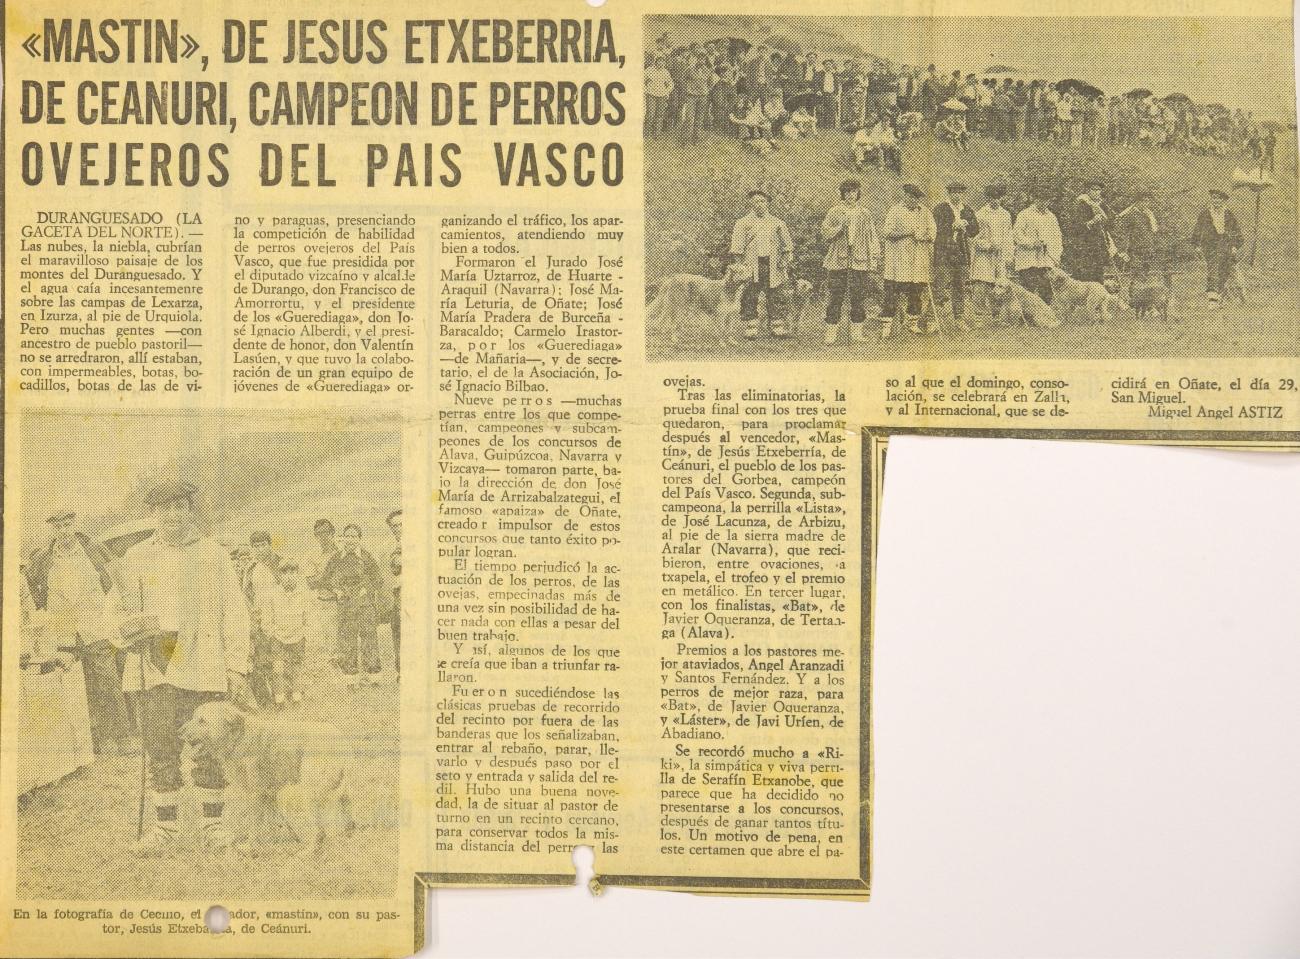 «MASTIN», DE JESUS ETXEBERRIA,
DE CEANURI, CAMPEON DE PERROS
OVEJEROS DEL PAIS VASCO
DURANGUESADO (LA
GACETA DEL NORTE). —
Las nubes, la niebla, cubrían
el maravilloso paisaje de los
montes del Duranguesado. Y
el agua caía incesantemente
sobre las campas de Lexarza,
en Izurza, al pie de Urquiola.
Pero muchas gentes —con
ancestro de pueblo pastoril—
no se arredraron, allí estaban,
con impermeables, botas, bo-
cadillos, botas de las de vi-
no y paraguas, presenciando
la competición de habilidad
de perros ovejeros del País
Vasco, que fue presidida por
el diputado vizcaíno y alcalde
de Durango, don Francisco de
Amorrortu, y el presidente
de los «Guerediaga», don Jo-
sé Ignacio Alberdi, y el presi-
dente de honor, don Valentín
Lasúen, y que tuvo la colabo-
ración de un gran equipo de
jóvenes de «Guerediaga» or-
ganizando el tráfico, los apar-
camientos, atendiendo muy
bien a todos.
Formaron el Jurado José
María Uztarroz, de Huarte -
Araquil (Navarra); José Ma-
ría Leturia, de Oñate; José
María Pradera de Burceña -
Baracaldo; Carmelo Irastor-
za, por los «Guerediaga»
—de Mañaria—, y de secre-
tario, el de la Asociación, Jo-
sé Ignacio Bilbao.
Nueve perros —muchas
perras entre los que compe-
tían, campeones y subcam-
peones de los concursos de
Alava, Guipúzcoa, Navarra y
Vizcaya— tomaron parte, ba-
jo la dirección de don José
María de Arrizabalzategui, el
famoso «apaiza» de Oñate,
creador impulsor de estos
concursos que tanto éxito po-
pular logran.
El tiempo perjudicó la ac-
tuación de los perros, de las
ovejas, empecinadas más de
una vez sin posibilidad de ha-
cer nada con ellas a pesar del
buen trabajo.
Y así, algunos de los que
se creía que iban a triunfar ra-
llaron.
Fueron sucediéndose las
clásicas pruebas de recorrido
del recinto por fuera de las
banderas que los señalizaban,
entrar al rebaño, parar, lle-
varlo y después paso por el
seto y entrada y salida del re-
dil. Hubo una buena nove-
dad, la de situar al pastor de
turno en un recinto cercano,
para conservar todos la mis-
ma distancia del perro las
ovejas.
Tras las eliminatorias, la
prueba final con los tres que
quedaron, para proclamar
después al vencedor, «Mas-
tín», de Jesús Etxeberría, de
Ceánuri, el pueblo de los pas-
tores del Gorbea, campeón
del País Vasco. Segunda, sub-
campeona, la perrilla «Lista»,
de José Lacunza, de Arbizu,
al pie de la sierra madre de
Aralar (Navarra), que reci-
bieron, entre ovaciones, a
txapela, el trofeo y el premio
en metálico. En tercer lugar,
con los finalistas, «Bat», de
Javier Oqueranza, de Tertan-
ga (Alava).
Premios a los pastores me-
jor ataviados, Angel Aranzadi
y Santos Fernández. Y a los
perros de mejor raza, para
«Bat», de Javier Oqueranza,
y «Láster», de Javi Uríen, de
Abadiano.
Se recordó mucho a «Ri-
ki», la simpática y viva perri-
lla de Serafín Etxanobe, que
parece que ha decidido no
presentarse a los concursos,
después de ganar tantos títu-
los. Un motivo de pena, en
este certamen que abre el pa-
so al que el domingo, conso-
lación, se celebrará en Zalla,
y al Internacional, que se de-
cidirá en Oñate, el día 29,
San Miguel.
Miguel Angel ASTIZ
En la fotografía de Cecilio, el ador, «mastín», con su pas-
tor, Jesús, de Ceánuri.